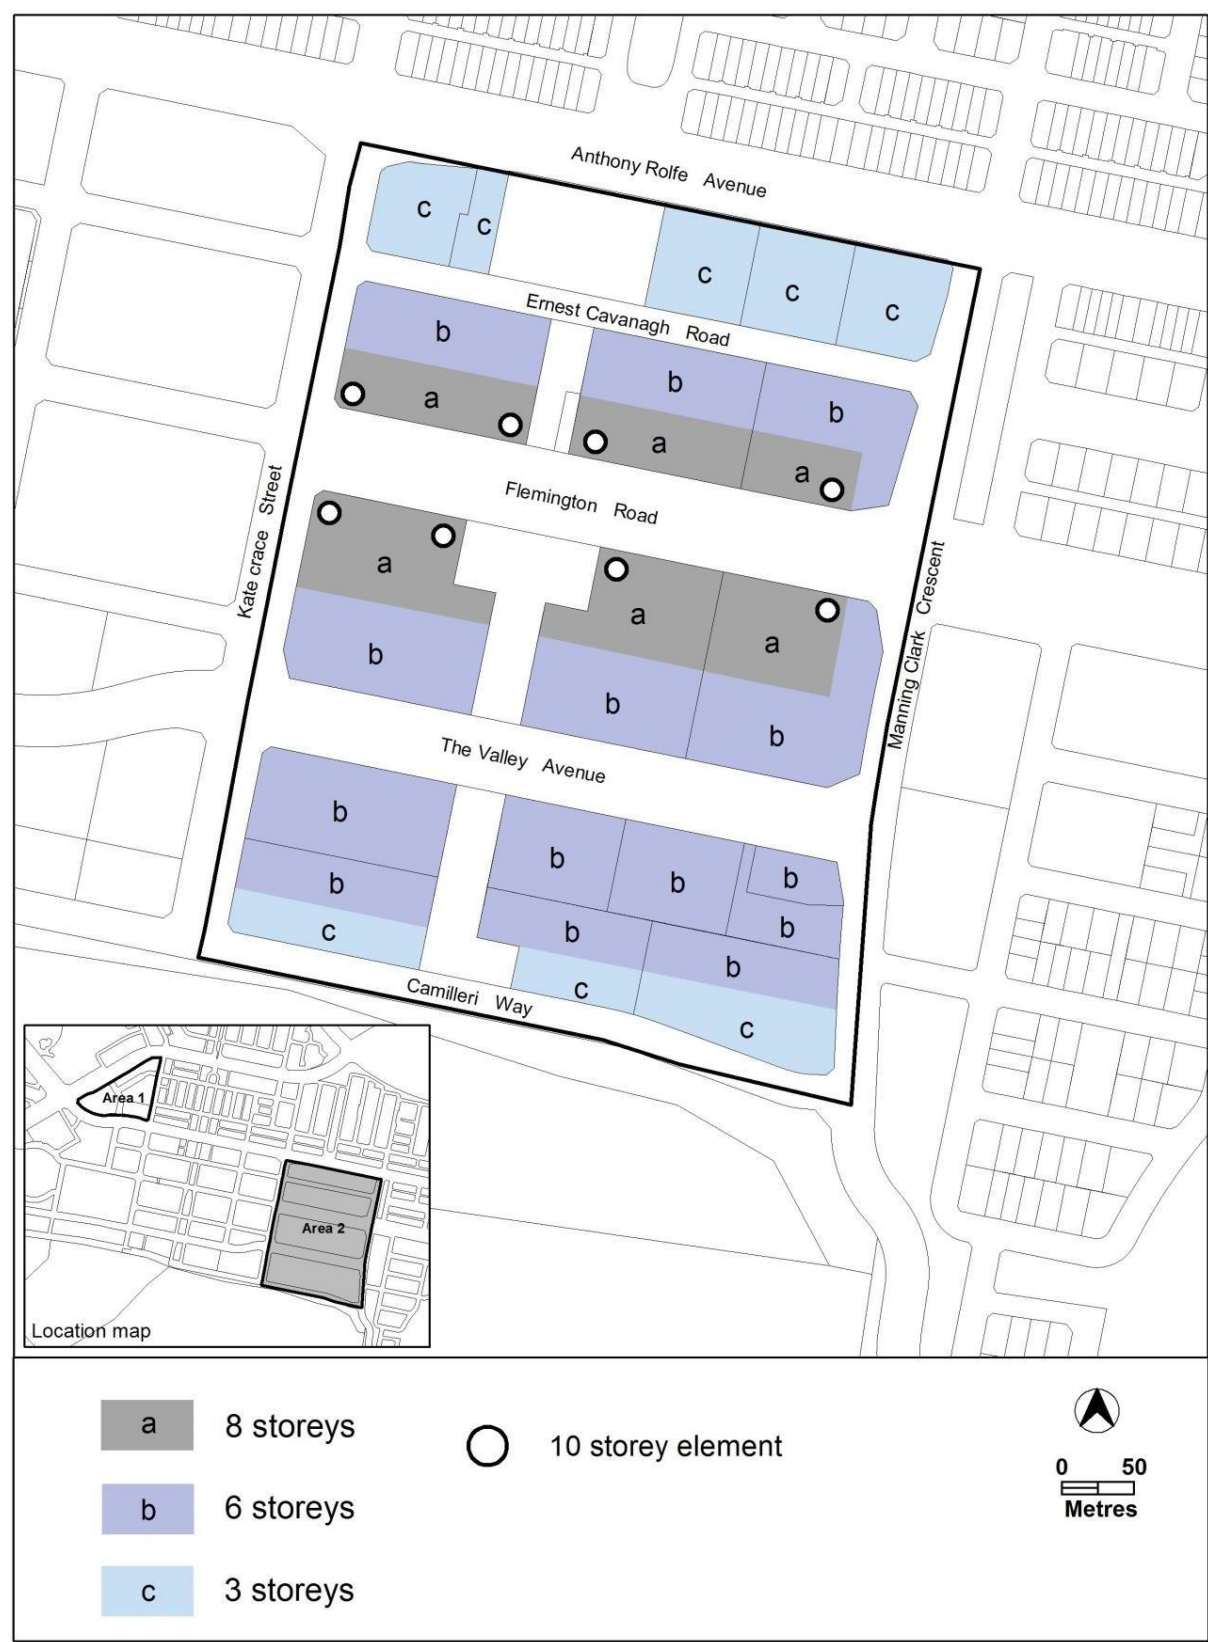 Anthony Rolfe Avenue
c
c
c
c
c
Ernest Cavanagh Road
b
b
b
a
a
a
Flemington Road
Kate crace Street
Manning Clark Crescent
a
a
a
b
b
b
The Valley Avenue
b
b
b
b
b
b
b
b
c
c
c
Camilleri Way
Area 1
Area 2
Location map
a 8 storeys
10 storey element
b 6 storeys
c 3 storeys
0 50
Metres